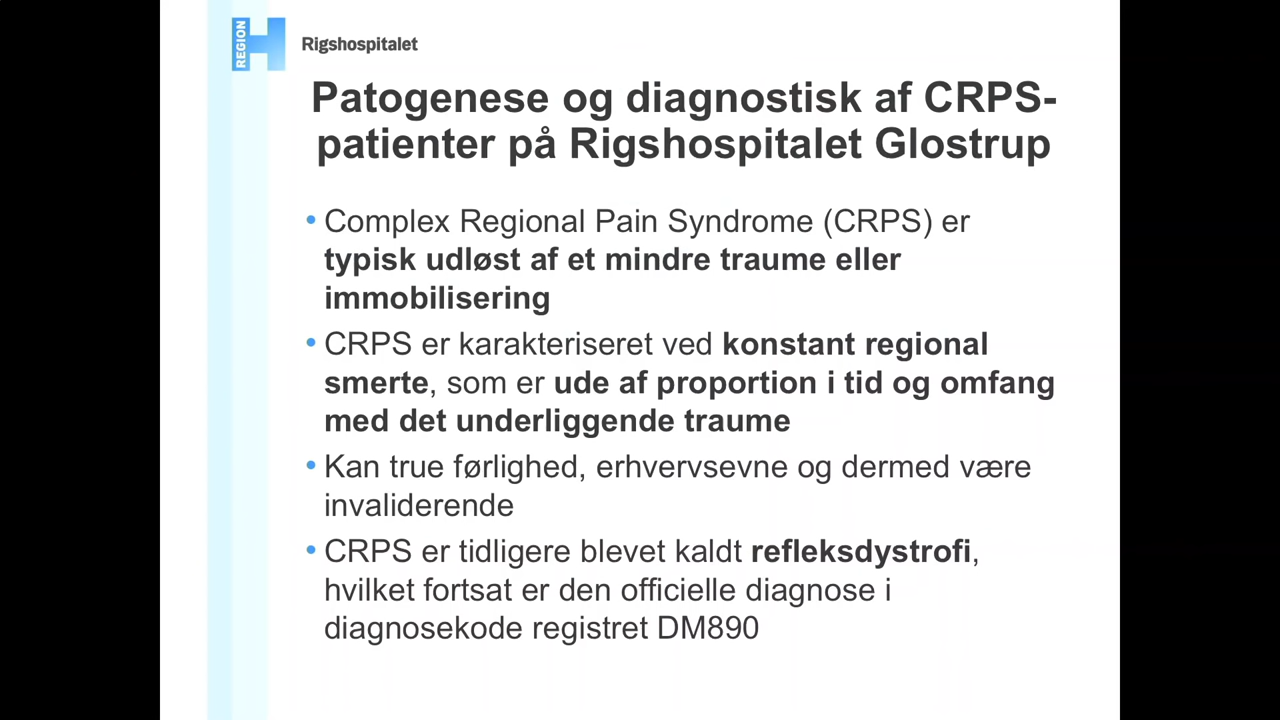 REGION
Rigshospitalet
Patogenese og diagnostisk af CRPS-
patienter på Rigshospitalet Glostrup
• Complex Regional Pain Syndrome (CRPS) er
typisk udløst af et mindre traume eller
immobilisering
• CRPS er karakteriseret ved konstant regional
smerte, som er ude af proportion i tid og omfang
med det underliggende traume
• Kan true førlighed, erhvervsevne og dermed være
invaliderende
• CRPS er tidligere blevet kaldt refleksdystrofi,
hvilket fortsat er den officielle diagnose i
diagnosekode registret DM890